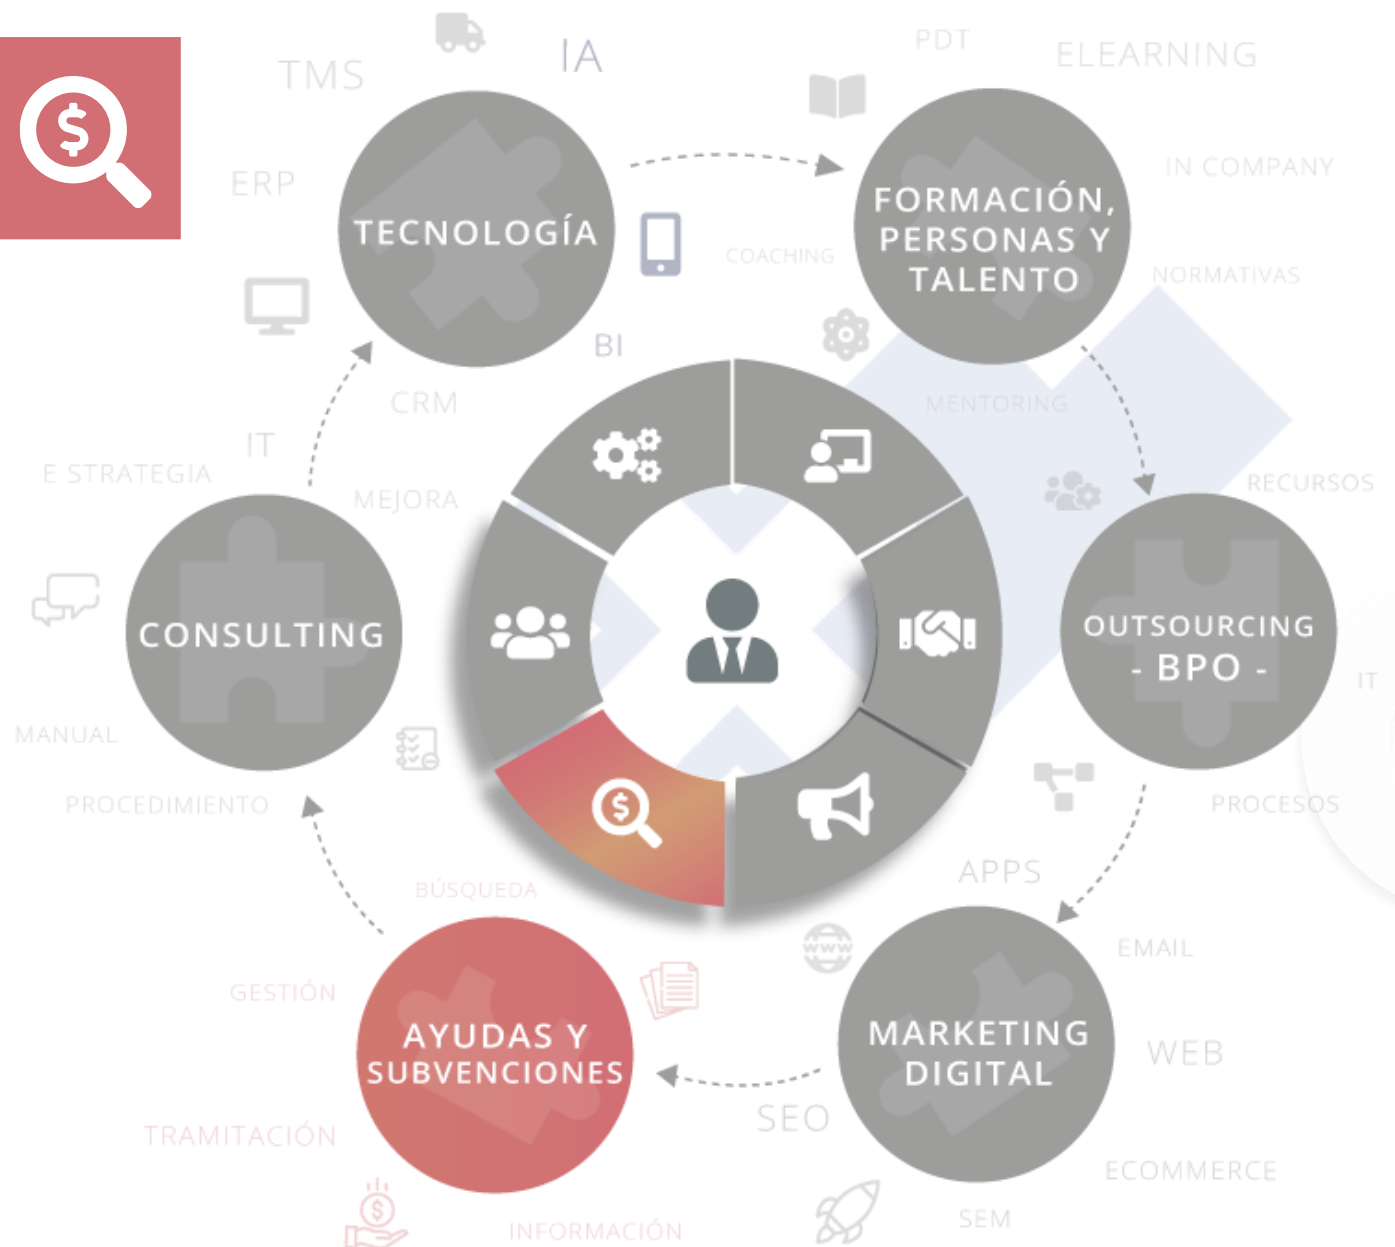 IA
PDT
ELEARNING
TMS
$
IN COMPANY
ERP
TECNOLOGÍA
FORMACIÓN,
PERSONAS Y
TALENTO
COACHING
NORMATIVAS
BI
CRM
MENTORING
IT
E STRATEGIA
MEJORA
RECURSOS
CONSULTING
OUTSOURCING
- BPO -
IT
MANUAL
PROCEDIMIENTO
PROCESOS
$
APPS
BÚSQUEDA
WWW
EMAIL
GESTIÓN
AYUDAS Y
SUBVENCIONES
MARKETING
DIGITAL
WEB
SEO
TRAMITACIÓN
ECOMMERCE
$
SEM
INFORMACIÓN